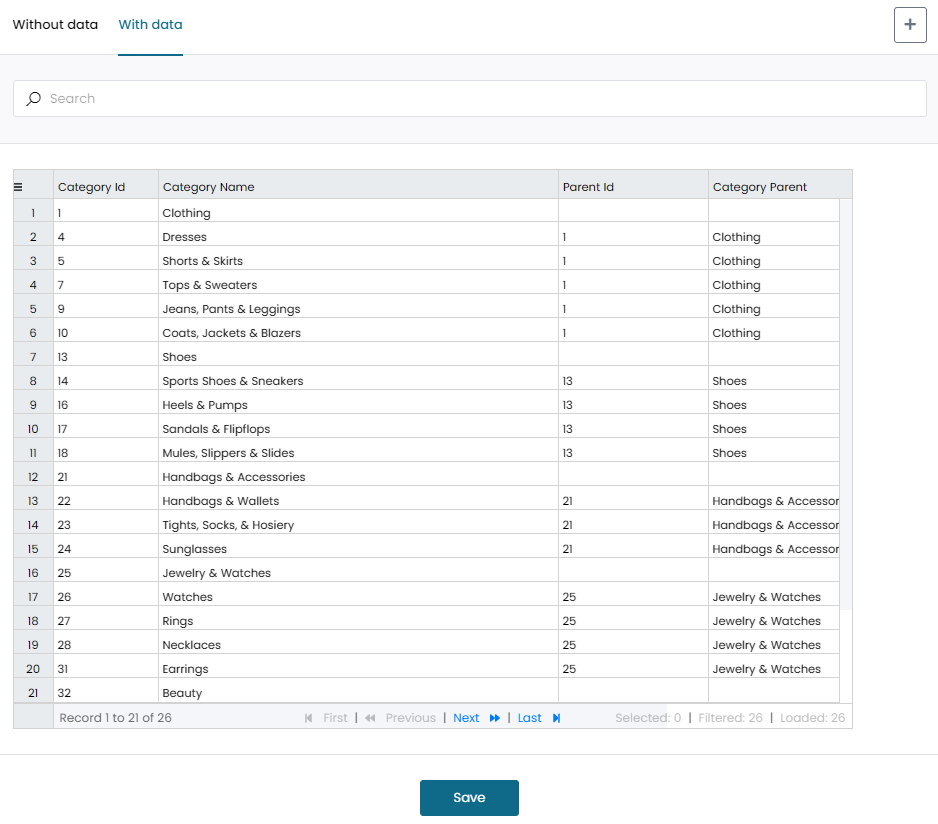 Without data With data +
Search
Category Id Category Name Parent Id Category Parent
1 1 Clothing
2 4 Dresses 1 Clothing
3 5 Shorts & Skirts 1 Clothing
4 7 Tops & Sweaters 1 Clothing
5 9 Jeans, Pants & Leggings 1 Clothing
6 10 Coats, Jackets & Blazers 1 Clothing
7 13 Shoes
8 14 Sports Shoes & Sneakers 13 Shoes
9 16 Heels & Pumps 13 Shoes
10 17 Sandals & Flipflops 13 Shoes
11 18 Mules, Slippers & Slides 13 Shoes
12 21 Handbags & Accessories
13 22 Handbags & Wallets 21 Handbags & Accessor
14 23 Tights, Socks, & Hosiery 21 Handbags & Accessor
15 24 Sunglasses 21 Handbags & Accessor
16 25 Jewelry & Watches
17 26 Watches 25 Jewelry & Watches
18 27 Rings 25 Jewelry & Watches
19 28 Necklaces 25 Jewelry & Watches
20 31 Earrings 25 Jewelry & Watches
21 32 Beauty
Record 1 to 21 of 26 First | Previous | Next | Last Selected: 0 | Filtered: 26 | Loaded: 26
Save